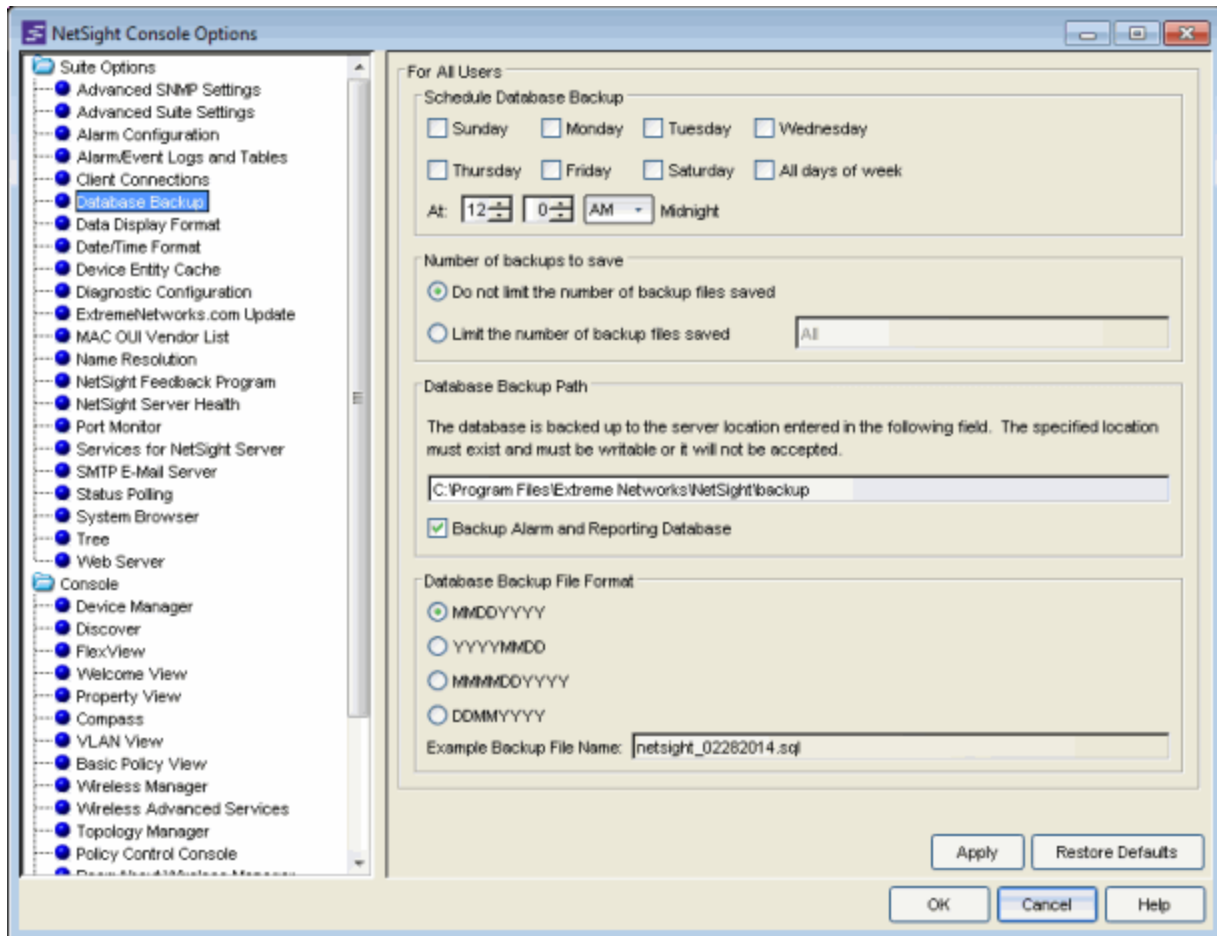 NetSight Console Options
Suite Options
Advanced SNMP Settings
Advanced Suite Settings
Alarm Configuration
Alarm/Event Logs and Tables
Client Connections
Database Backup
Data Display Format
Date/Time Format
Device Entity Cache
Diagnostic Configuration
ExtremeNetworks.com Update
MAC OUI Vendor List
Name Resolution
NetSight Feedback Program
NetSight Server Health
Port Monitor
Services for NetSight Server
SMTP E-Mail Server
Status Polling
System Browser
Tree
Web Server
Console
Device Manager
Discover
FlexView
Welcome View
Property View
Compass
VLAN View
Basic Policy View
Wireless Manager
Wireless Advanced Services
Topology Manager
Policy Control Console
For All Users
Schedule Database Backup
Sunday Monday Tuesday Wednesday
Thursday Friday Saturday All days of week
At: 12 0 AM Midnight
Number of backups to save
Do not limit the number of backup files saved
Limit the number of backup files saved All
Database Backup Path
The database is backed up to the server location entered in the following field. The specified location
must exist and must be writable or it will not be accepted.
C:\Program Files\Extreme Networks\NetSight\backup
Backup Alarm and Reporting Database
Database Backup File Format
MMDDYYYY
YYYYMMDD
MMMMDDYYYY
DDMMYYYY
Example Backup File Name: netsight_02282014.sql
Apply Restore Defaults
OK Cancel Help